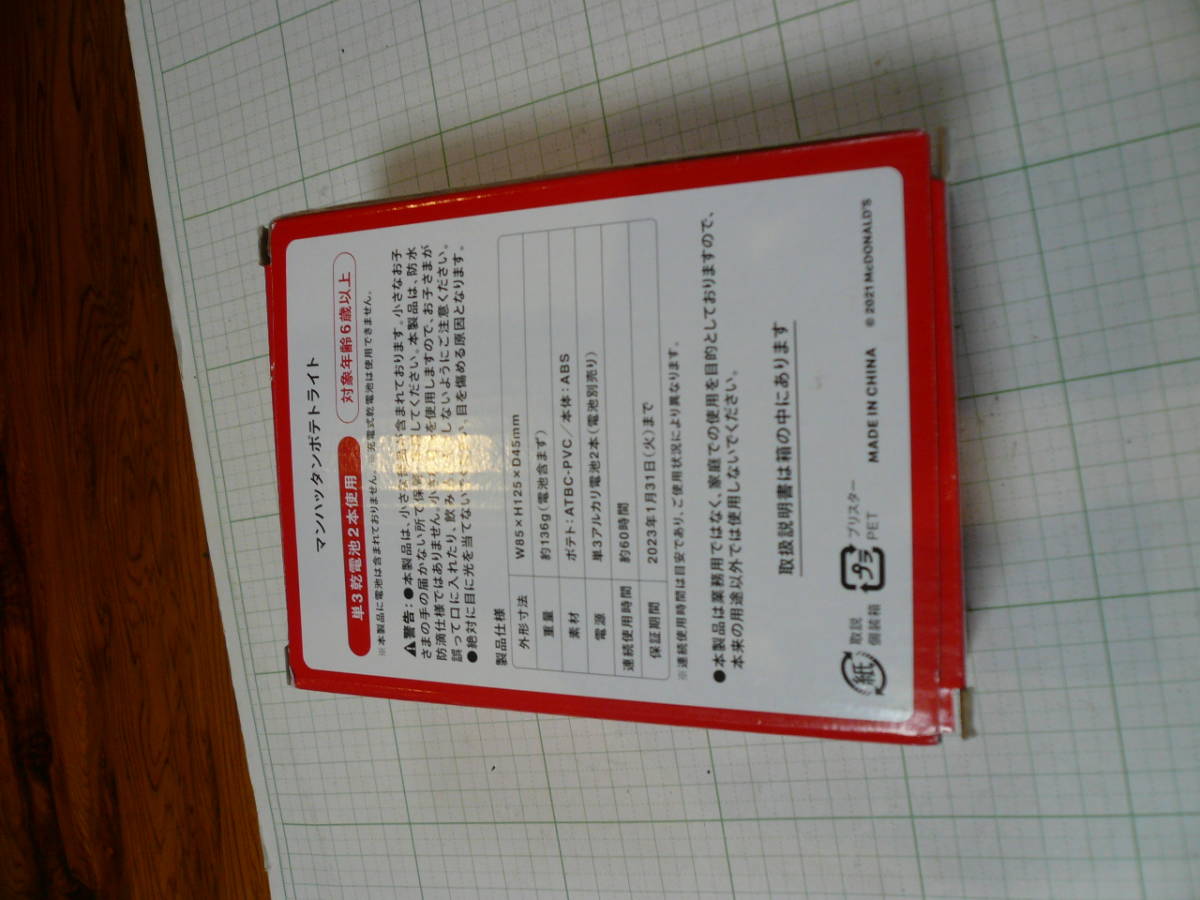 マンハッタンポテトライト
単3乾電池2本使用 対象年齢6歳以上
※本製品に電池は含まれておりません。※充電式乾電池は使用できません。
警告:●本製品は、小さな 含まれております。小さなお子
さまの手の届かない所で保 してください。本製品は、防水
防滴仕様ではありません。小さ を使用しますので、お子さまが
誤って口に入れたり、飲み しないようにご注意ください。
●絶対に目に光を当てない 目を傷める原因となります。
製品仕様
外形寸法 W85×H125×D45mm
重量 約136g(電池含まず)
素材 ポテト:ATBC-PVC/本体:ABS
電源 単3アルカリ電池2本(電池別売り)
連続使用時間 約60時間
保証期間 2023年1月31日(火)まで
※連続使用時間は目安であり、ご使用状況により異なります。
●本製品は業務用ではなく、家庭での使用を目的としておりますので、
本来の用途以外では使用しないでください。
取扱説明書は箱の中にあります
紙 取説 個装箱 プラ ブリスター PET MADE IN CHINA © 2021 McDONALD'S